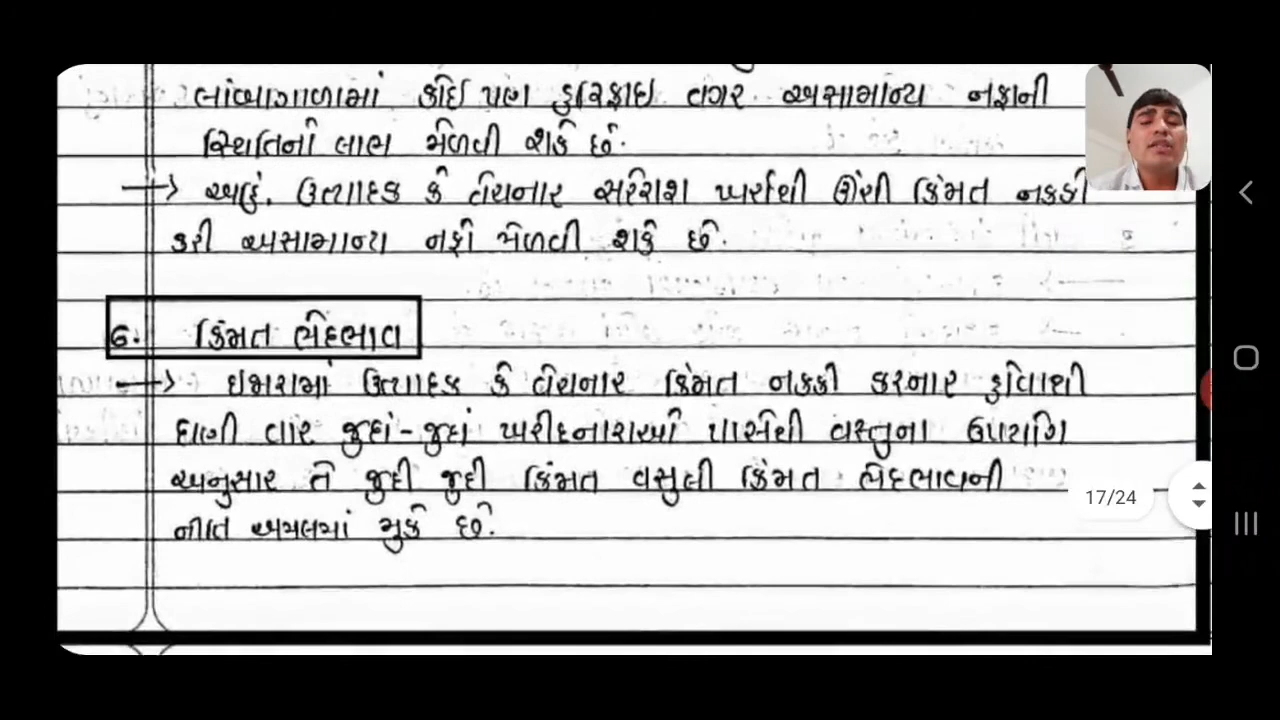 લાંબાગાળામાં કોઈ પણ હરિફાઇ વગર અસામાન્ય નફાની
સ્થિતિનો લાભ મેળવી શકે છે.
→ આહિં. ઉત્પાદક કે વેચનાર સરેરાશ ખર્ચથી ઊંચી કિંમત નક્કી
કરી અસામાન્ય નફો મેળવી શકે છે.
6. કિંમત ભેદભાવ
→ ઇજારામાં ઉત્પાદક કે વેચનાર કિંમત નક્કી કરનાર હોવાથી
ઘણી વાર જુદાં-જુદાં ખરીદનારાઓ પાસેથી વસ્તુના ઉપયોગ
અનુસાર તે જુદી જુદી કિંમત વસુલી કિંમત ભેદભાવની
નીતિ અમલમાં મુકે છે.
17/24